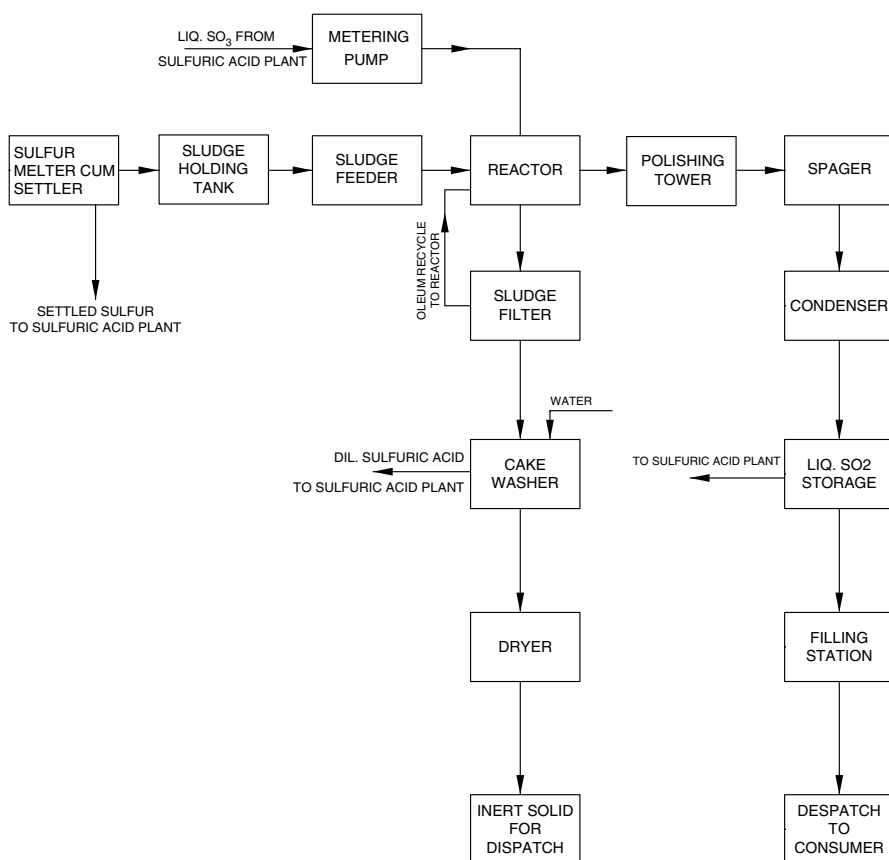 LIQ. SO3 FROM
SULFURIC ACID PLANT
METERING
PUMP
SULFUR
MELTER CUM
SETTLER
SLUDGE
HOLDING
TANK
SLUDGE
FEEDER
REACTOR
POLISHING
TOWER
SPAGER
SETTLED SULFUR
TO SULFURIC ACID PLANT
OLEUM RECYCLE
TO REACTOR
SLUDGE
FILTER
CONDENSER
WATER
DIL. SULFURIC ACID
TO SULFURIC ACID PLANT
CAKE
WASHER
TO SULFURIC ACID PLANT
LIQ. SO2
STORAGE
DRYER
FILLING
STATION
INERT SOLID
FOR
DISPATCH
DESPATCH
TO
CONSUMER